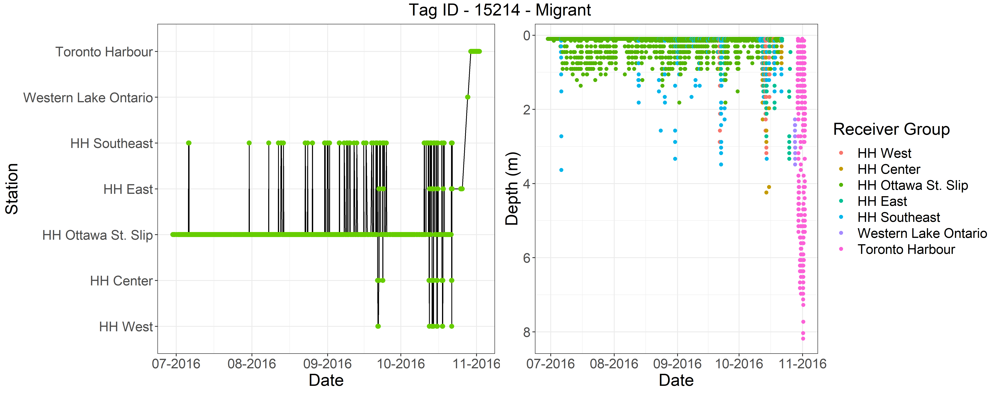 Tag ID - 15214 - Migrant
Station
Toronto Harbour
Western Lake Ontario
HH Southeast
HH East
HH Ottawa St. Slip
HH Center
HH West
07-2016 08-2016 09-2016 10-2016 11-2016
Date
Depth (m)
0
2
4
6
8
07-2016 08-2016 09-2016 10-2016 11-2016
Date
Receiver Group
HH West
HH Center
HH Ottawa St. Slip
HH East
HH Southeast
Western Lake Ontario
Toronto Harbour